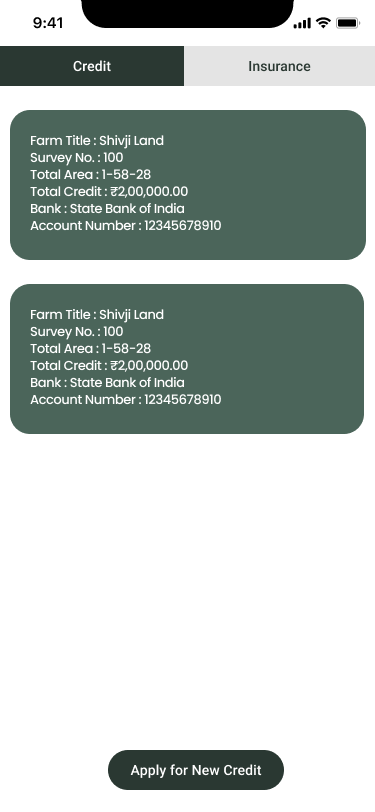 9:41
Credit
Insurance
Farm Title : Shivji Land
Survey No. : 100
Total Area : 1-58-28
Total Credit : ₹2,00,000.00
Bank : State Bank of India
Account Number : 12345678910
Farm Title : Shivji Land
Survey No. : 100
Total Area : 1-58-28
Total Credit : ₹2,00,000.00
Bank : State Bank of India
Account Number : 12345678910
Apply for New Credit